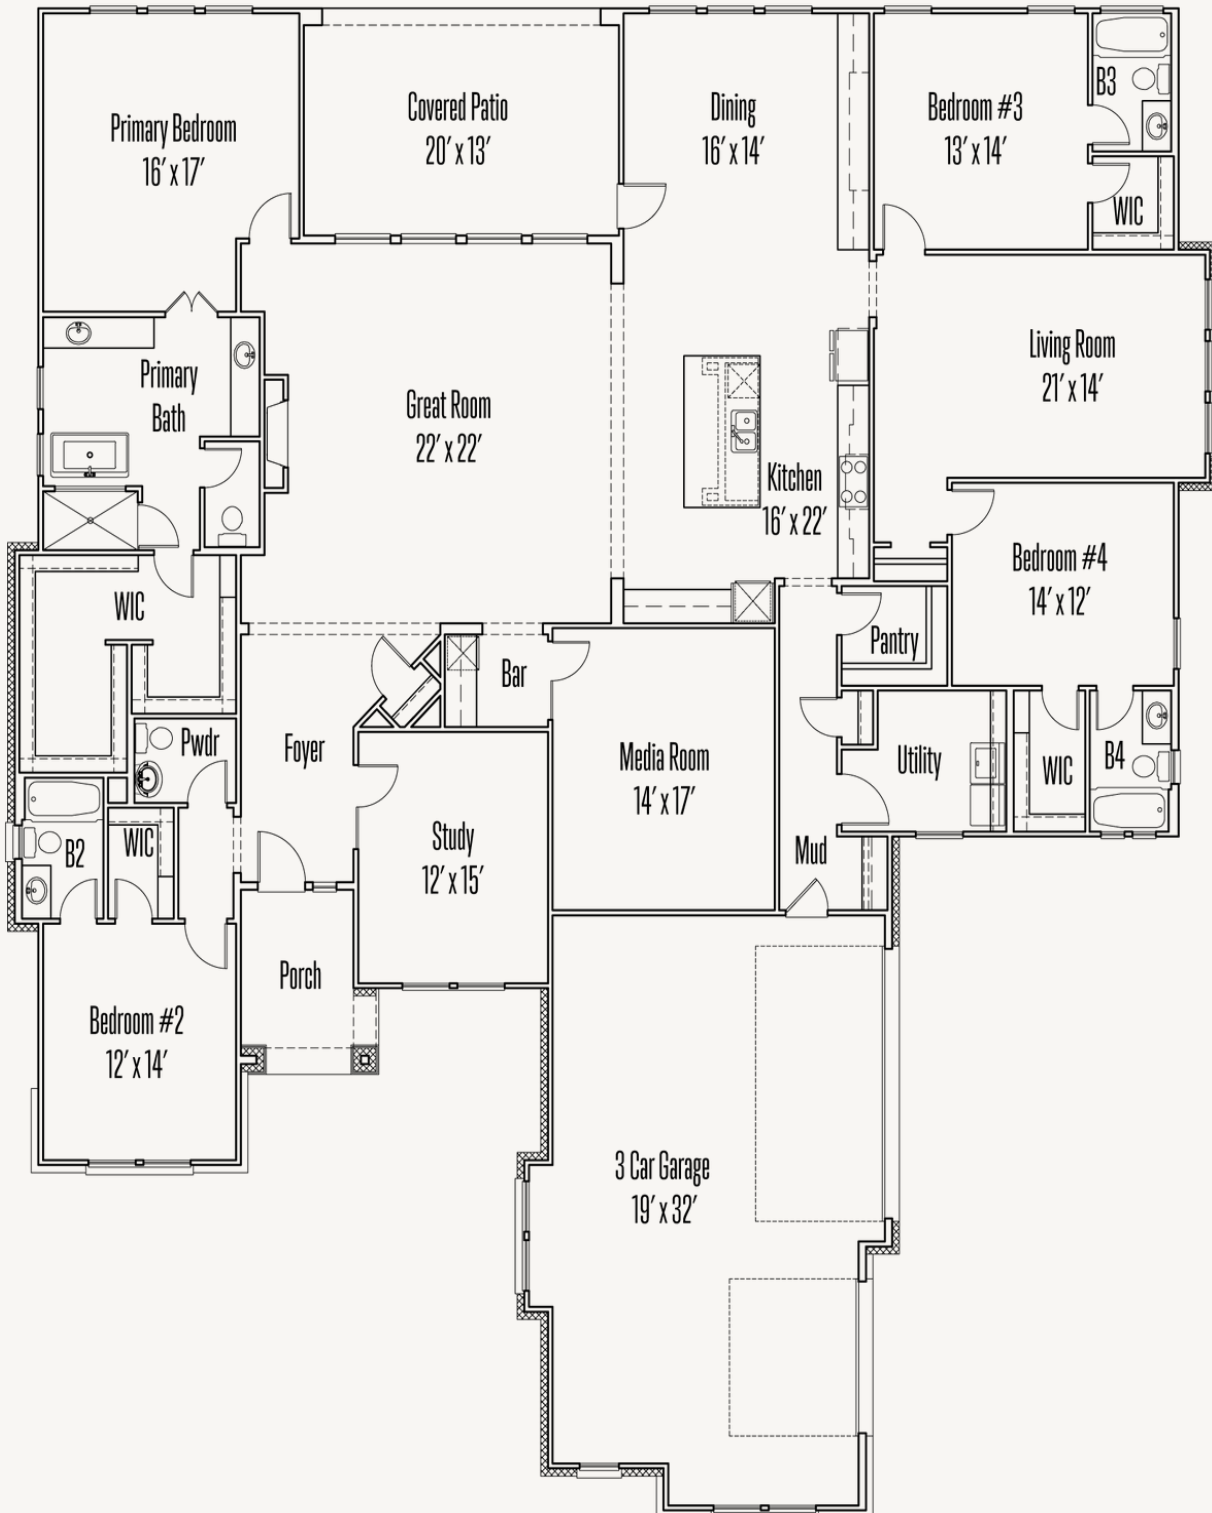 Primary Bedroom
16' x 17'
Covered Patio
20' x 13'
Dining
16' x 14'
Bedroom #3
13' x 14'
B3
WIC
Living Room
21' x 14'
Primary
Bath
Great Room
22' x 22'
Kitchen
16' x 22'
Bedroom #4
14' x 12'
WIC
Pantry
Bar
Foyer
Pwdr
Media Room
14' x 17'
Utility
WIC
B4
Study
12' x 15'
Mud
B2
WIC
Porch
Bedroom #2
12' x 14'
3 Car Garage
19' x 32'